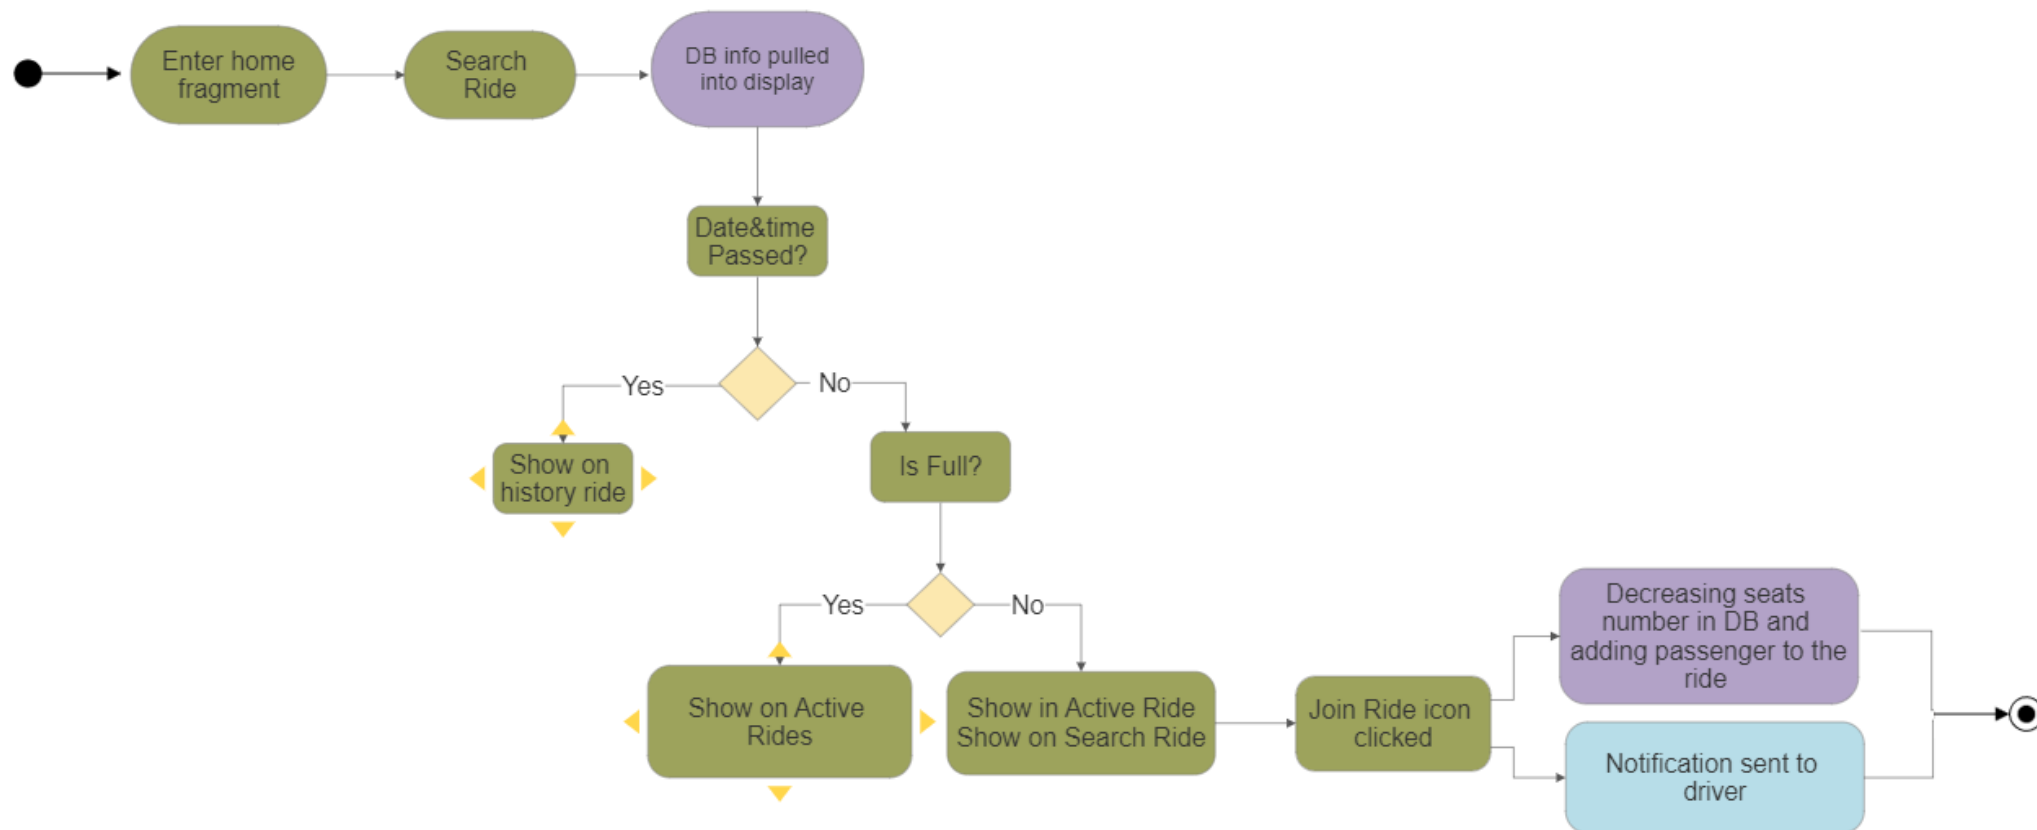 Enter home
fragment
Search
Ride
DB info pulled
into display
Date&time
Passed?
Yes
No
Show on
history ride
Is Full?
Yes
No
Show on Active
Rides
Show in Active Ride
Show on Search Ride
Join Ride icon
clicked
Decreasing seats
number in DB and
adding passenger to the
ride
Notification sent to
driver